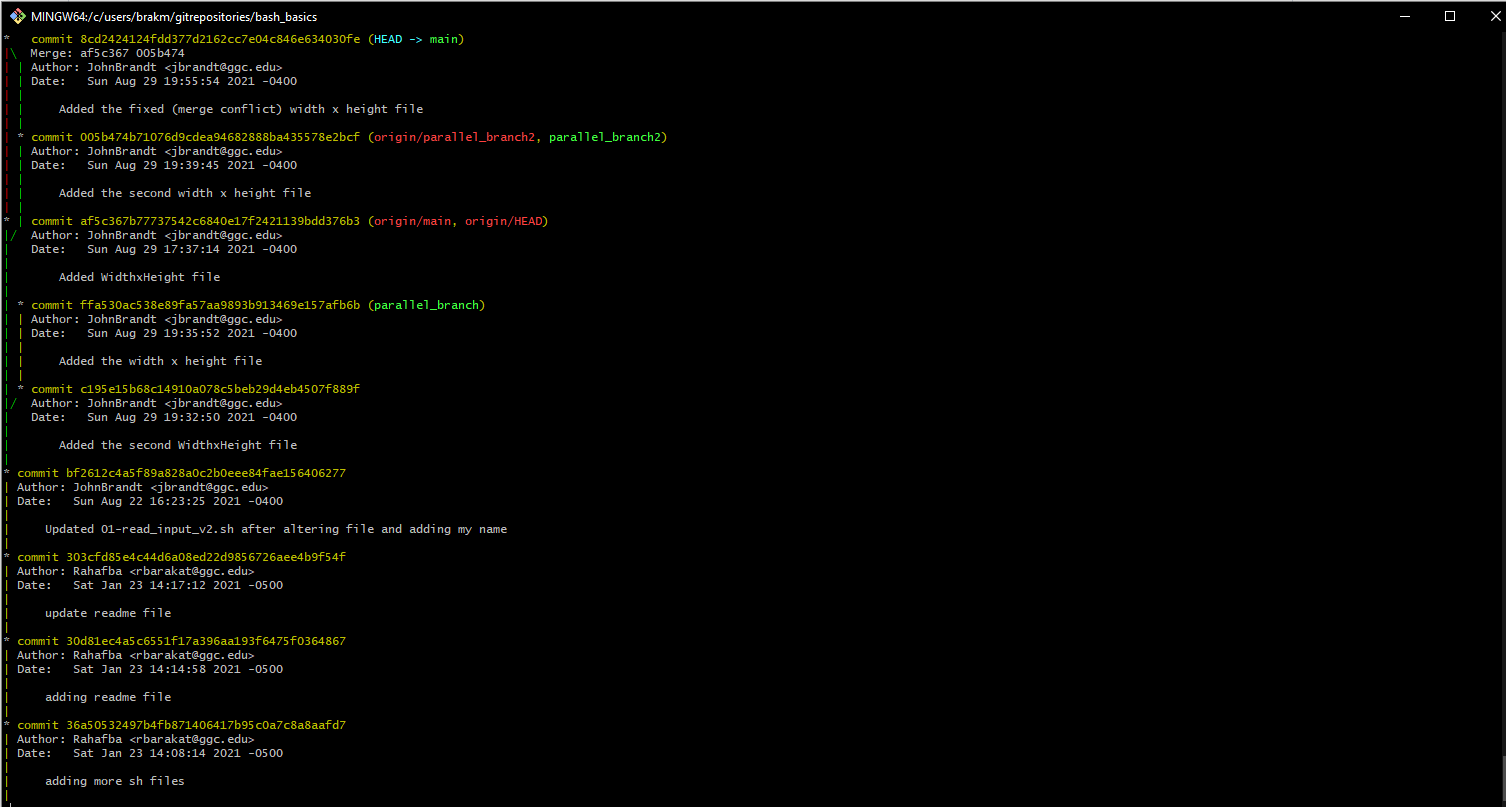 MINGW64:/c/users/brakm/gitrepositories/bash_basics
*   commit 8cd2424124fdd377d2162cc7e04c846e634030fe (HEAD -> main)
|\  Merge: af5c367 005b474
| | Author: JohnBrandt <jbrandt@ggc.edu>
| | Date:   Sun Aug 29 19:55:54 2021 -0400
| |
| |     Added the fixed (merge conflict) width x height file
| |
| * commit 005b474b71076d9cdea94682888ba435578e2bcf (origin/parallel_branch2, parallel_branch2)
| | Author: JohnBrandt <jbrandt@ggc.edu>
| | Date:   Sun Aug 29 19:39:45 2021 -0400
| |
| |     Added the second width x height file
| |
* | commit af5c367b77737542c6840e17f2421139bdd376b3 (origin/main, origin/HEAD)
|/  Author: JohnBrandt <jbrandt@ggc.edu>
|   Date:   Sun Aug 29 17:37:14 2021 -0400
|
|       Added WidthxHeight file
|
| * commit ffa530ac538e89fa57aa9893b913469e157afb6b (parallel_branch)
| | Author: JohnBrandt <jbrandt@ggc.edu>
| | Date:   Sun Aug 29 19:35:52 2021 -0400
| |
| |     Added the width x height file
| |
| * commit c195e15b68c14910a078c5beb29d4eb4507f889f
|/  Author: JohnBrandt <jbrandt@ggc.edu>
|   Date:   Sun Aug 29 19:32:50 2021 -0400
|
|       Added the second WidthxHeight file
|
* commit bf2612c4a5f89a828a0c2b0eee84fae156406277
| Author: JohnBrandt <jbrandt@ggc.edu>
| Date:   Sun Aug 22 16:23:25 2021 -0400
|
|     Updated 01-read_input_v2.sh after altering file and adding my name
|
* commit 303cfd85e4c44d6a08ed22d9856726aee4b9f54f
| Author: Rahafba <rbarakat@ggc.edu>
| Date:   Sat Jan 23 14:17:12 2021 -0500
|
|     update readme file
|
* commit 30d81ec4a5c6551f17a396aa193f6475f0364867
| Author: Rahafba <rbarakat@ggc.edu>
| Date:   Sat Jan 23 14:14:58 2021 -0500
|
|     adding readme file
|
* commit 36a50532497b4fb871406417b95c0a7c8a8aafd7
| Author: Rahafba <rbarakat@ggc.edu>
| Date:   Sat Jan 23 14:08:14 2021 -0500
|
|     adding more sh files
|